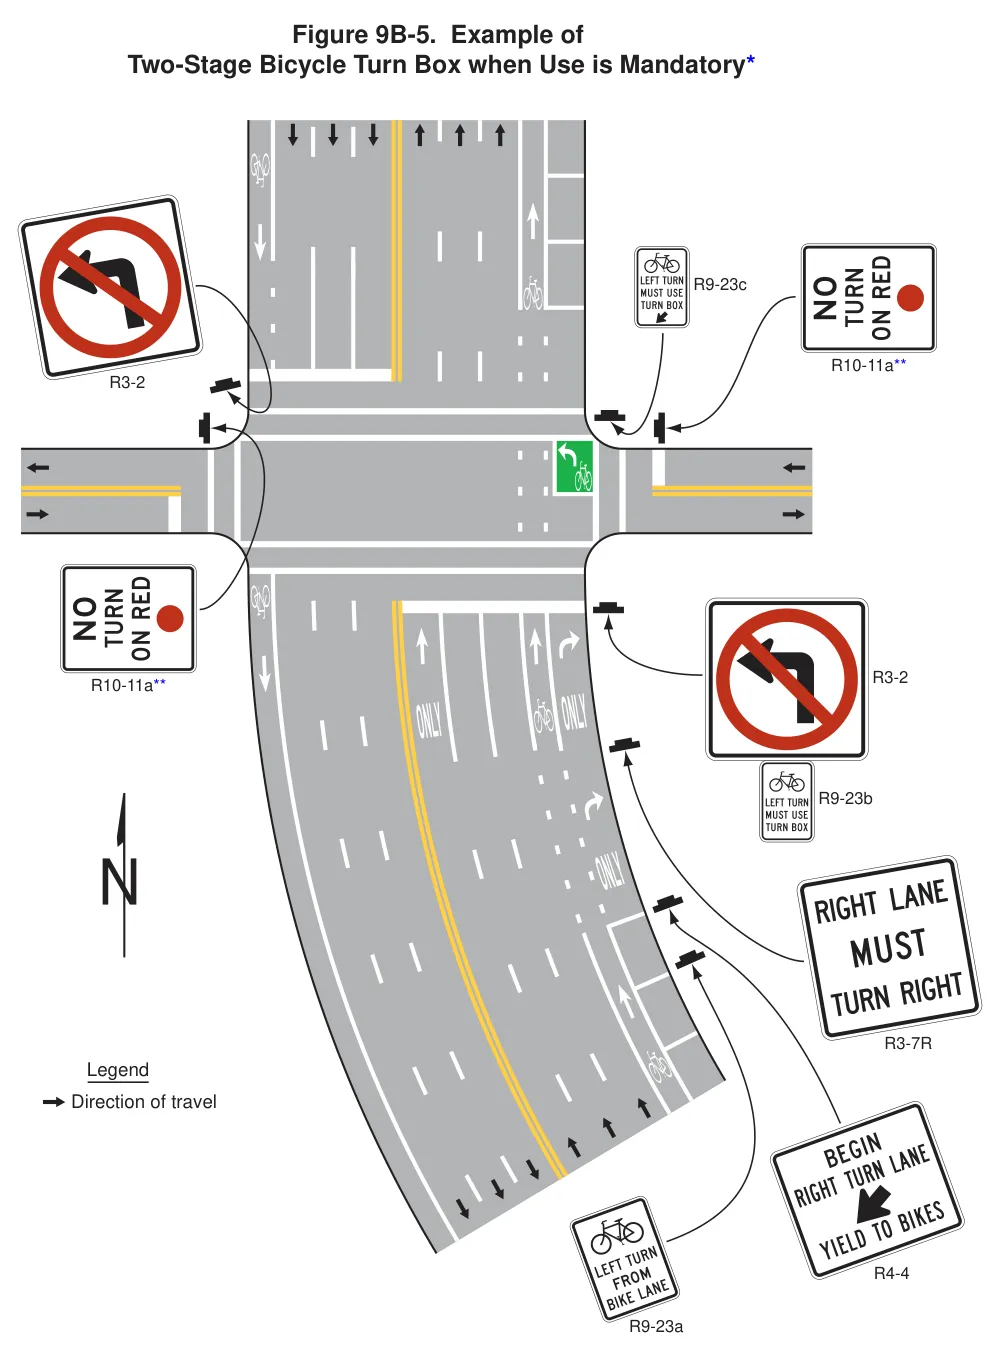 Figure 9B-5. Example of
Two-Stage Bicycle Turn Box when Use is Mandatory*
R3-2
LEFT TURN
MUST USE
TURN BOX
R9-23c
NO
TURN
ON RED
R10-11a**
NO
TURN
ON RED
R10-11a**
ONLY
ONLY
ONLY
R3-2
LEFT TURN
MUST USE
TURN BOX
R9-23b
N
RIGHT LANE
MUST
TURN RIGHT
R3-7R
Legend
Direction of travel
BEGIN
RIGHT TURN LANE
YIELD TO BIKES
R4-4
LEFT TURN
FROM
BIKE LANE
R9-23a